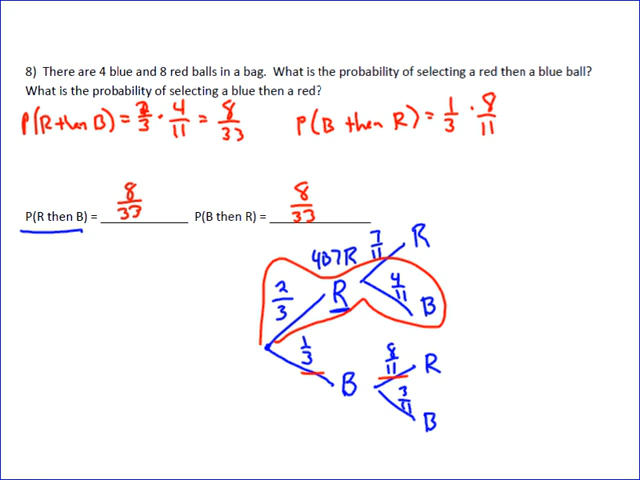 8) There are 4 blue and 8 red balls in a bag. What is the probability of selecting a red then a blue ball?
What is the probability of selecting a blue then a red?
P(R then B) = 2/3 · 4/11 = 8/33 P(B then R) = 1/3 · 8/11
P(R then B) = 8/33 P(B then R) = 8/33
4B 7R 7/11 R
2/3 R 4/11 B
1/3 B 8/11 R
3/11 B